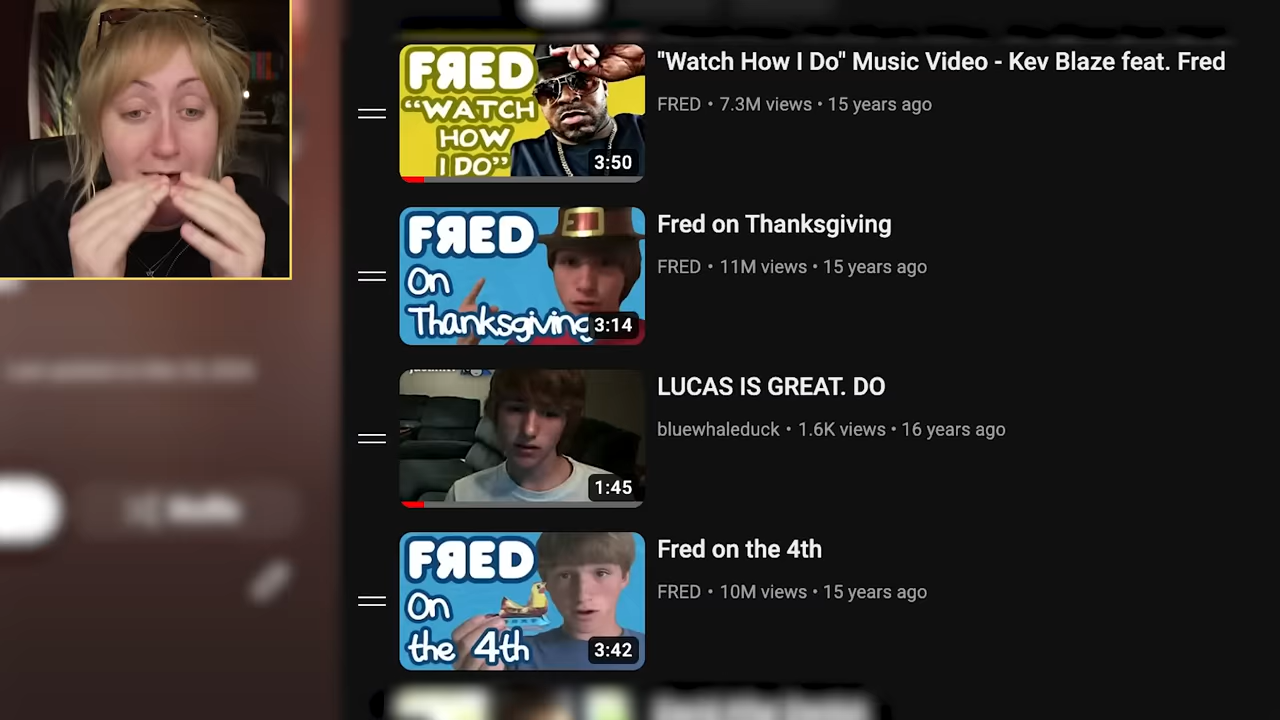 FRED
"WATCH
HOW
I DO"
3:50
"Watch How I Do" Music Video - Kev Blaze feat. Fred
FRED • 7.3M views • 15 years ago
FRED
On
Thanksgiving
3:14
Fred on Thanksgiving
FRED • 11M views • 15 years ago
1:45
LUCAS IS GREAT. DO
bluewhaleduck • 1.6K views • 16 years ago
FRED
On
the 4th
3:42
Fred on the 4th
FRED • 10M views • 15 years ago